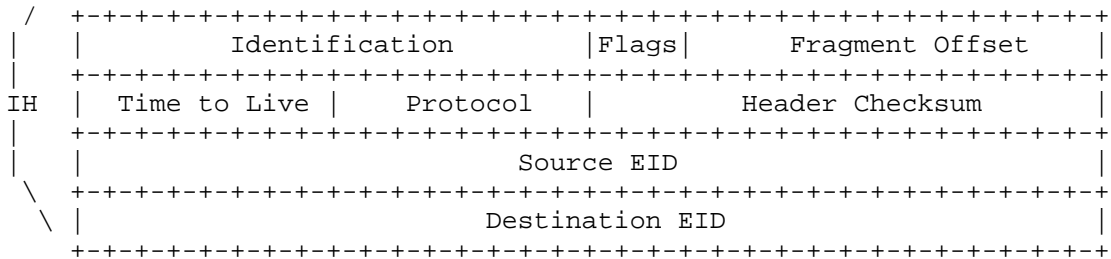 /  +-+-+-+-+-+-+-+-+-+-+-+-+-+-+-+-+-+-+-+-+-+-+-+-+-+-+-+-+-+-+-+-+
|   |         Identification        |Flags|      Fragment Offset    |
|   +-+-+-+-+-+-+-+-+-+-+-+-+-+-+-+-+-+-+-+-+-+-+-+-+-+-+-+-+-+-+-+-+
IH  |  Time to Live |    Protocol   |         Header Checksum       |
|   +-+-+-+-+-+-+-+-+-+-+-+-+-+-+-+-+-+-+-+-+-+-+-+-+-+-+-+-+-+-+-+-+
|   |                           Source EID                          |
 \  +-+-+-+-+-+-+-+-+-+-+-+-+-+-+-+-+-+-+-+-+-+-+-+-+-+-+-+-+-+-+-+-+
  \ |                         Destination EID                       |
    +-+-+-+-+-+-+-+-+-+-+-+-+-+-+-+-+-+-+-+-+-+-+-+-+-+-+-+-+-+-+-+-+